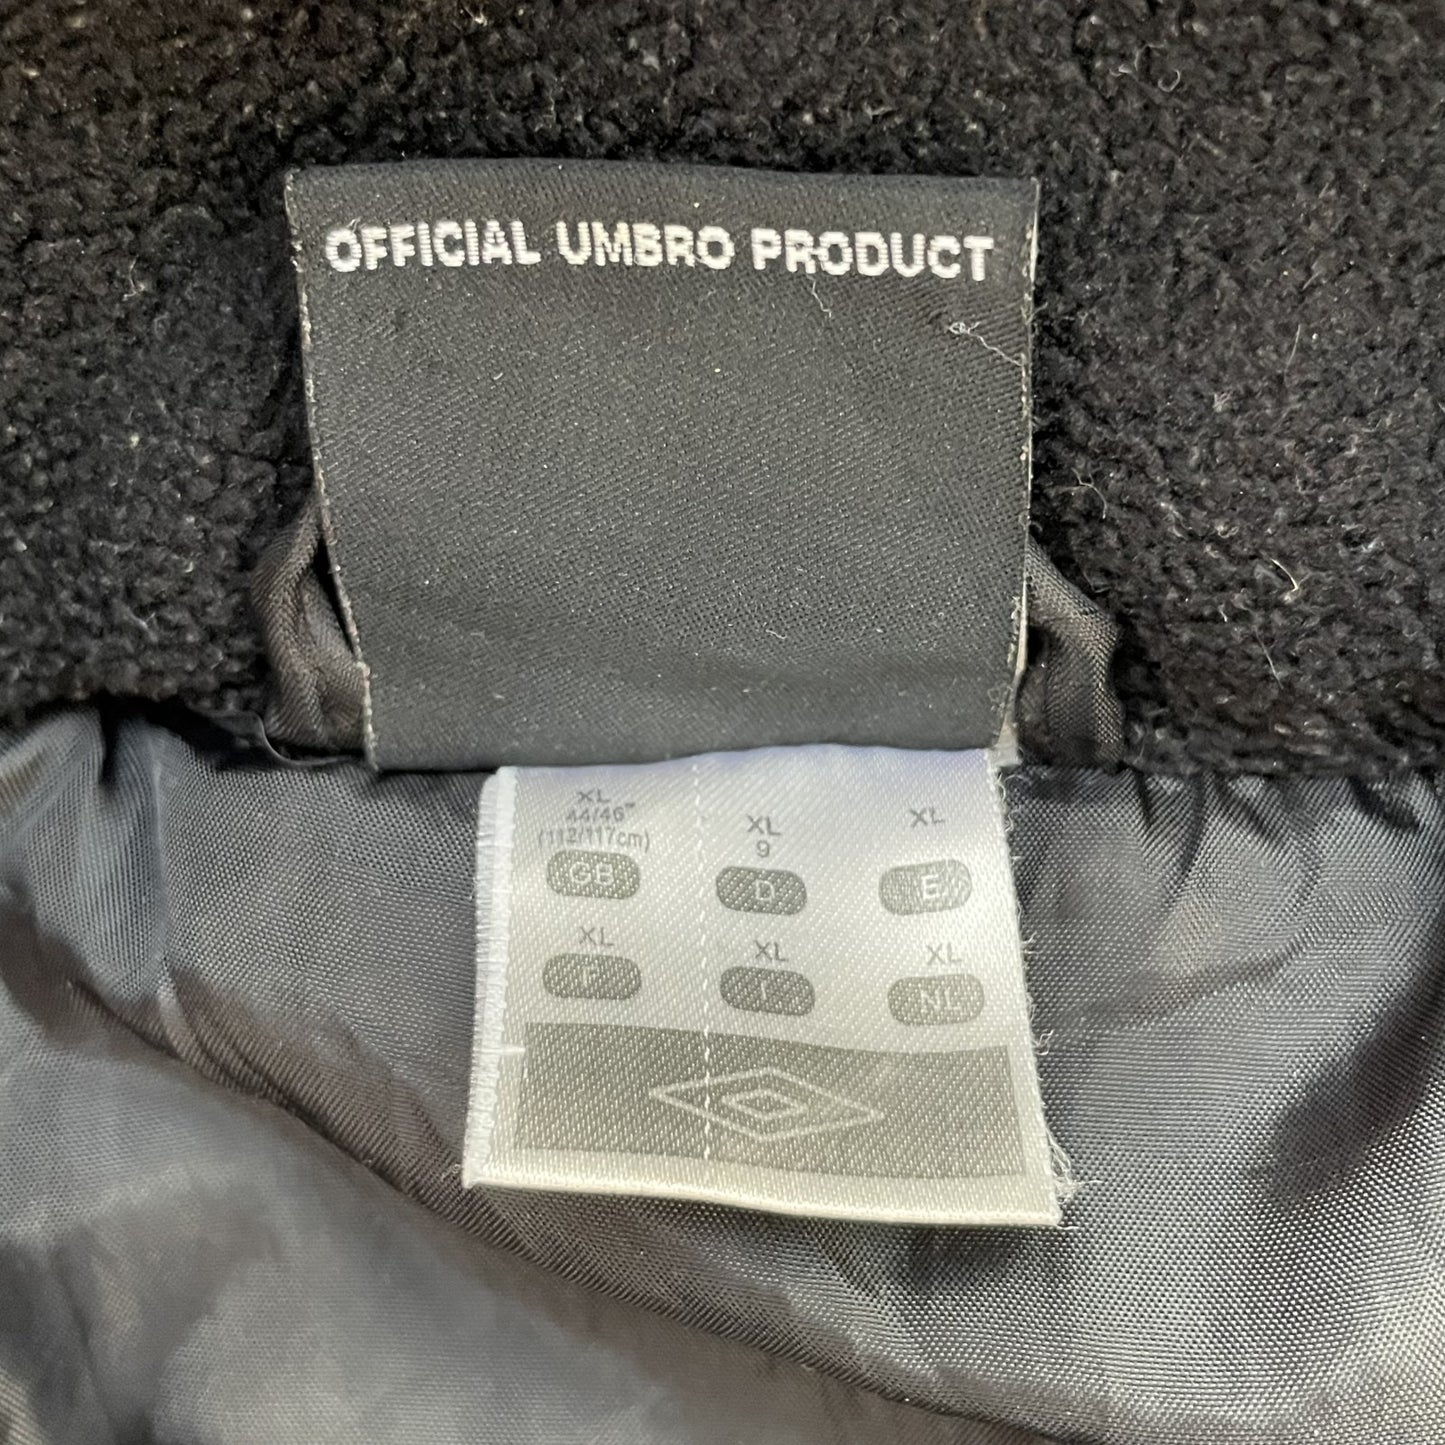 OFFICIAL UMBRO PRODUCT
XL
44/46"
(112/117cm)
GB
XL
9
D
XL
E
XL
F
XL
I
XL
NL